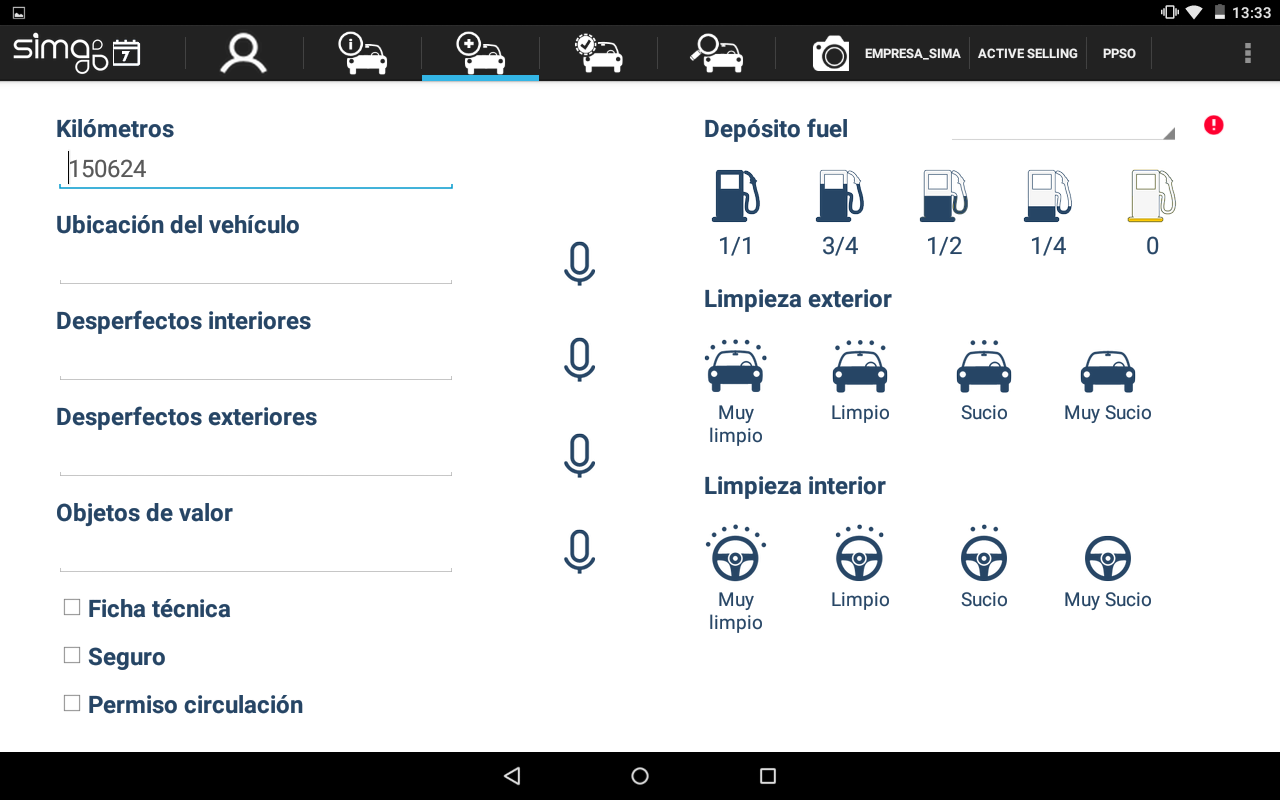 13:33
sima
7
EMPRESA_SIMA
ACTIVE SELLING
PPSO
Kilómetros
150624
Ubicación del vehículo
Desperfectos interiores
Desperfectos exteriores
Objetos de valor
Ficha técnica
Seguro
Permiso circulación
Depósito fuel
1/1 3/4 1/2 1/4 0
Limpieza exterior
Muy limpio
Limpio
Sucio
Muy Sucio
Limpieza interior
Muy limpio
Limpio
Sucio
Muy Sucio